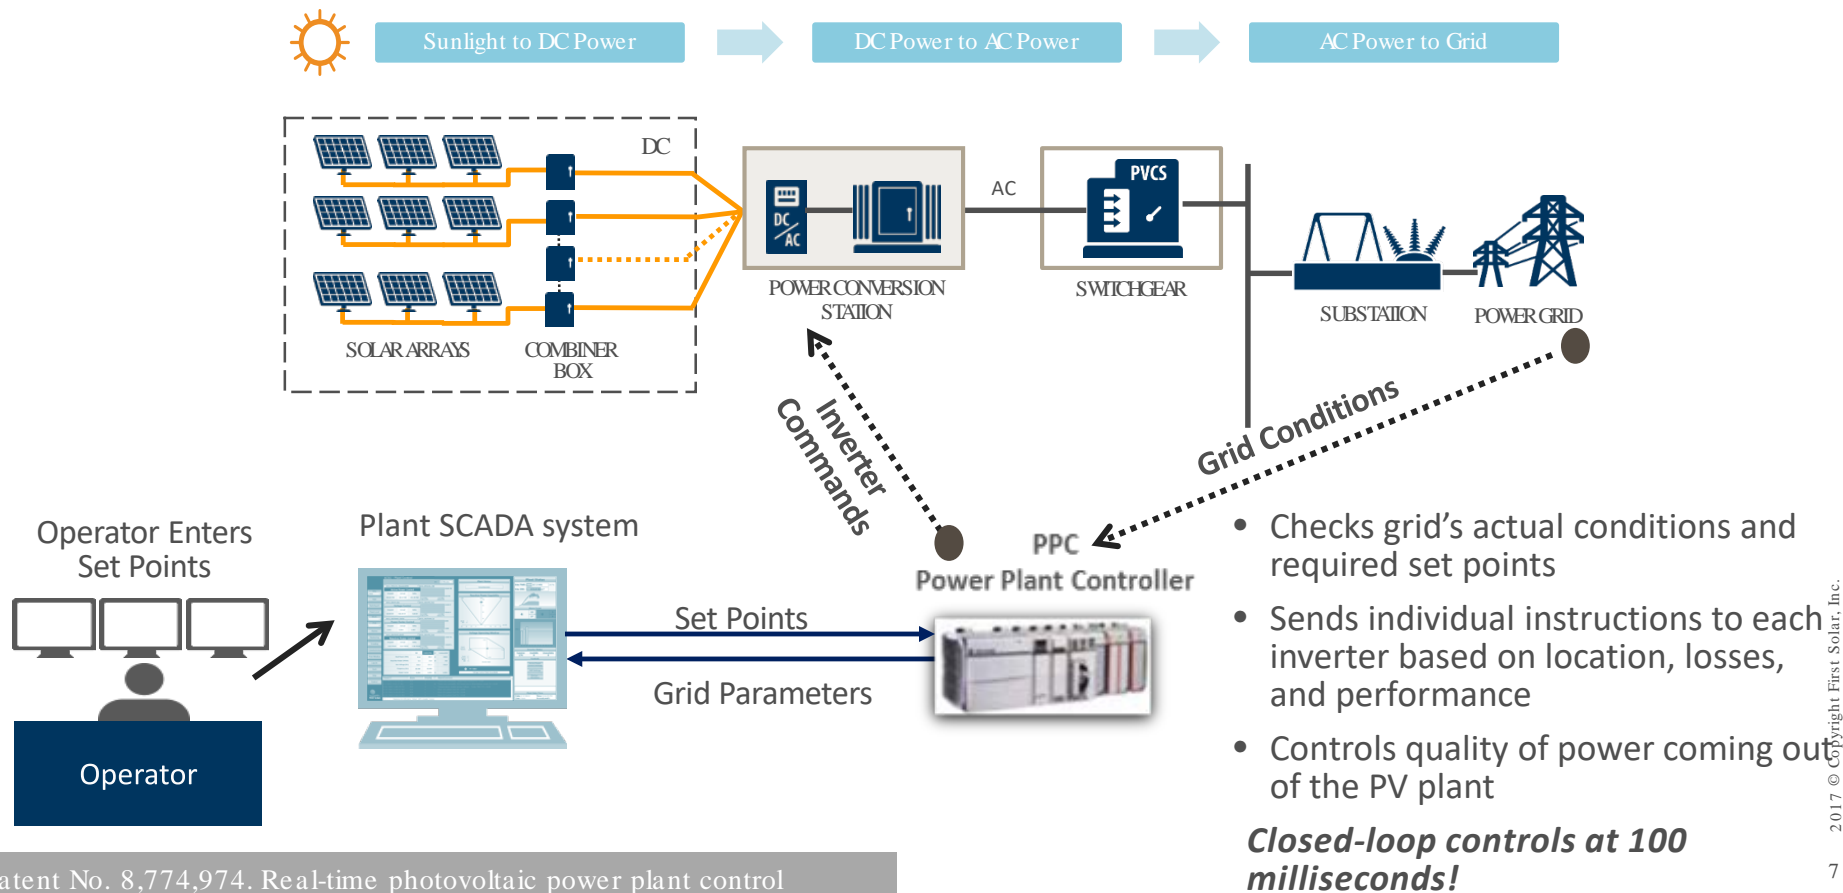 Sunlight to DC Power
DC Power to AC Power
AC Power to Grid
DC
DC
AC
AC
PVCS
SOLAR ARRAYS
COMBINER
BOX
POWER CONVERSION
STATION
SWITCHGEAR
SUBSTATION
POWER GRID
Inverter
Commands
Grid Conditions
Operator Enters
Set Points
Plant SCADA system
Operator
Set Points
Grid Parameters
PPC
Power Plant Controller
• Checks grid's actual conditions and
required set points
• Sends individual instructions to each
inverter based on location, losses,
and performance
• Controls quality of power coming out
of the PV plant
Closed-loop controls at 100
milliseconds!
atent No. 8,774,974. Real-time photovoltaic power plant control
2017 © Copyright First Solar, Inc.
7